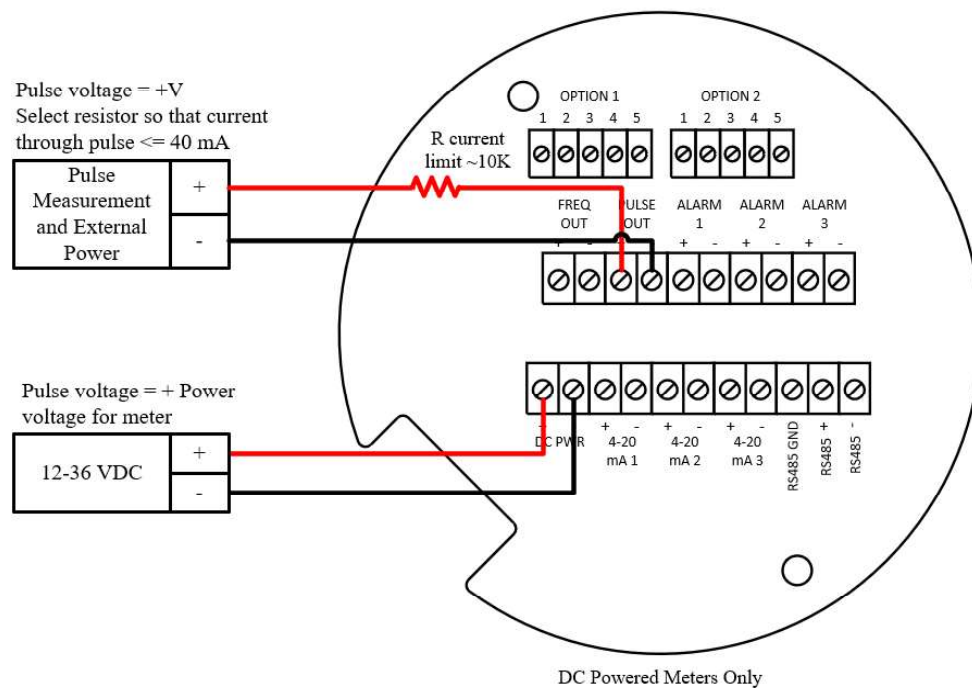 Pulse voltage = +V
Select resistor so that current
through pulse <= 40 mA
Pulse
Measurement
and External
Power
+
-
R current
limit ~10K
OPTION 1
1 2 3 4 5
OPTION 2
1 2 3 4 5
FREQ
OUT
+ -
PULSE
OUT
ALARM
1
+ -
ALARM
2
+ -
ALARM
3
+ -
Pulse voltage = + Power
voltage for meter
12-36 VDC
+
-
DC PWR
+ -
4-20
mA 1
+ -
4-20
mA 2
+ -
4-20
mA 3
RS485 GND
+
RS485
-
RS485
DC Powered Meters Only